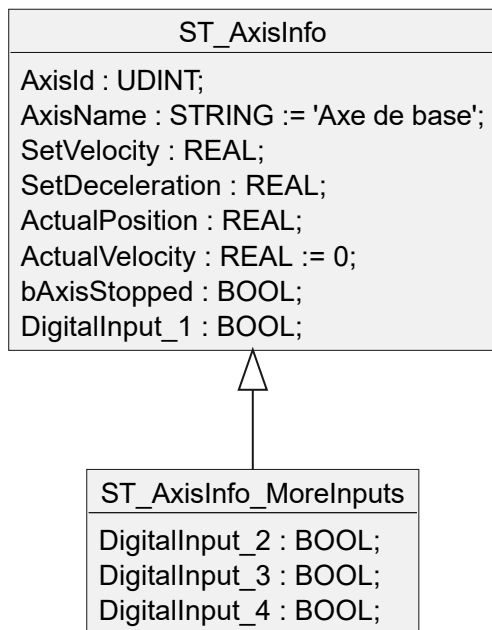 ST_AxisInfo
AxisId : UDINT;
AxisName : STRING := 'Axe de base';
SetVelocity : REAL;
SetDeceleration : REAL;
ActualPosition : REAL;
ActualVelocity : REAL := 0;
bAxisStopped : BOOL;
DigitalInput_1 : BOOL;
ST_AxisInfo_MoreInputs
DigitalInput_2 : BOOL;
DigitalInput_3 : BOOL;
DigitalInput_4 : BOOL;